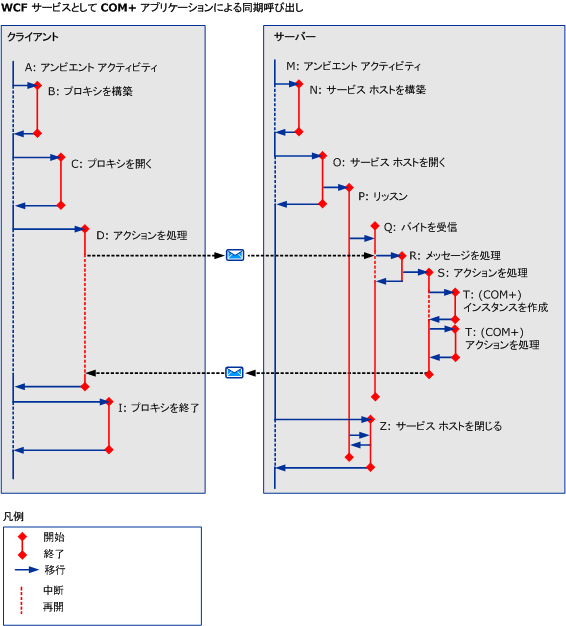 WCF サービスとして COM+ アプリケーションによる同期呼び出し
クライアント
A: アンビエント アクティビティ
B: プロキシを構築
C: プロキシを開く
D: アクションを処理
I: プロキシを終了
サーバー
M: アンビエント アクティビティ
N: サービス ホストを構築
O: サービス ホストを開く
P: リッスン
Q: バイトを受信
R: メッセージを処理
S: アクションを処理
T: (COM+)
インスタンスを作成
T: (COM+)
アクションを処理
Z: サービス ホストを閉じる
凡例
開始
終了
移行
中断
再開